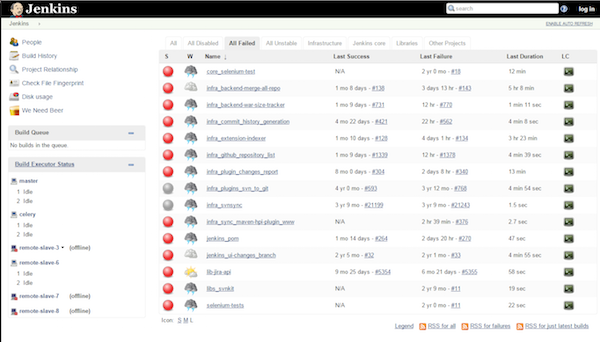 Jenkins
search
log in
Jenkins
ENABLE AUTO REFRESH
People
Build History
Project Relationship
Check File Fingerprint
Disk usage
We Need Beer
Build Queue
No builds in the queue.
Build Executor Status
master
1 Idle
2 Idle
celery
1 Idle
2 Idle
remote-slave-3 (offline)
remote-slave-6
1 Idle
2 Idle
remote-slave-7 (offline)
remote-slave-8 (offline)
All All Disabled All Failed All Unstable Infrastructure Jenkins core Libraries Other Projects
S W Name ↓ Last Success Last Failure Last Duration LC
core_selenium-test N/A 2 yr 0 mo - #18 12 min
infra_backend-merge-all-repo 1 mo 8 days - #138 3 days 13 hr - #143 5 hr 8 min
infra_backend-war-size-tracker 1 mo 9 days - #731 12 hr - #770 1 min 11 sec
infra_commit_history_generation 4 mo 22 days - #421 22 hr - #562 4 min 8 sec
infra_extension-indexer 1 mo 10 days - #128 4 days 1 hr - #134 3 hr 23 min
infra_github_repository_list 1 mo 9 days - #1339 12 hr - #1378 4 min 39 sec
infra_plugin_changes_report 8 mo 0 days - #304 2 days 8 hr - #340 13 min
infra_plugins_svn_to_git 4 yr 0 mo - #593 3 yr 12 mo - #768 4 min 54 sec
infra_svnsync 3 yr 9 mo - #21199 3 yr 9 mo - #21243 1.5 sec
infra_sync_maven-hpi-plugin_www N/A 2 hr 39 min - #376 2.7 sec
jenkins_pom 1 mo 14 days - #264 2 days 20 hr - #270 47 sec
jenkins_ui-changes_branch 2 yr 5 mo - #32 2 yr 1 mo - #33 4 min 55 sec
lib-jira-api 9 mo 25 days - #5354 6 mo 21 days - #5355 58 sec
libs_svnkit N/A 2 yr 9 mo - #11 19 sec
selenium-tests N/A 2 yr 9 mo - #11 22 sec
Icon: S M L
Legend RSS for all RSS for failures RSS for just latest builds